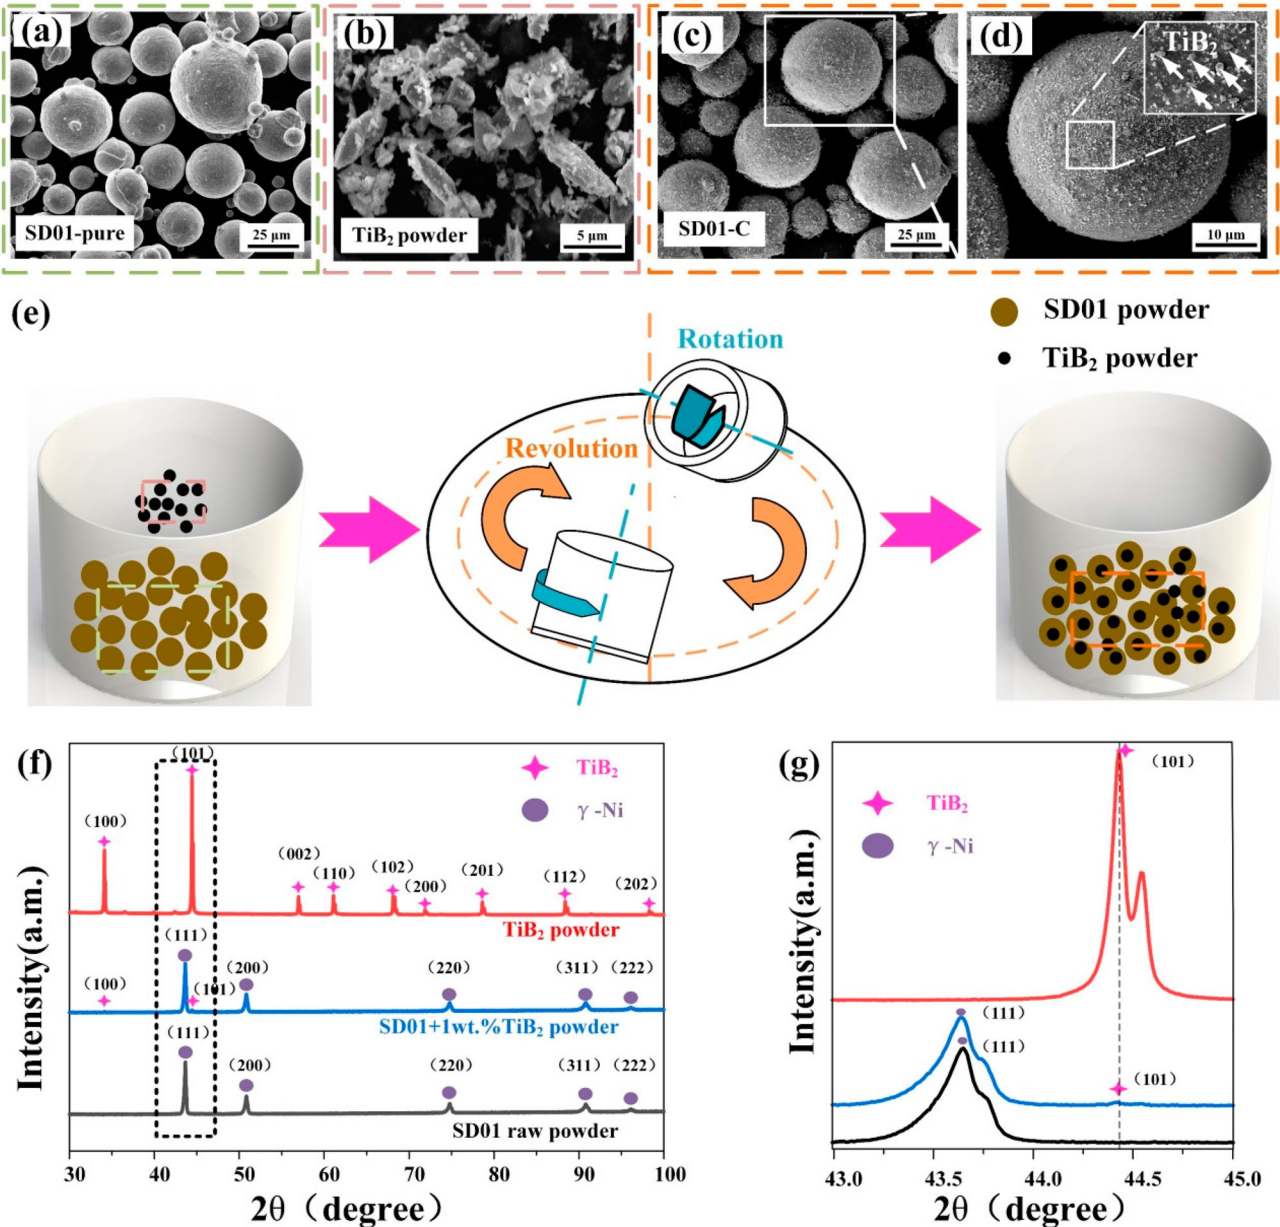 (a)
SD01-pure
25 μm
(b)
TiB₂ powder
5 μm
(c)
SD01-C
25 μm
(d)
TiB₂
10 μm
(e)
Rotation
Revolution
SD01 powder
TiB₂ powder
(f)
TiB₂
γ-Ni
(100)
(101)
(002)
(110)
(102)
(200)
(201)
(112)
(202)
TiB₂ powder
(100)
(111)
(101)
(200)
(220)
(311)
(222)
SD01+1wt.%TiB₂ powder
(111)
(200)
(220)
(311)
(222)
SD01 raw powder
Intensity(a.m.)
30 40 50 60 70 80 90 100
2θ（degree）
(g)
TiB₂
γ-Ni
(101)
(111)
(111)
(101)
Intensity(a.m.)
43.0 43.5 44.0 44.5 45.0
2θ（degree）